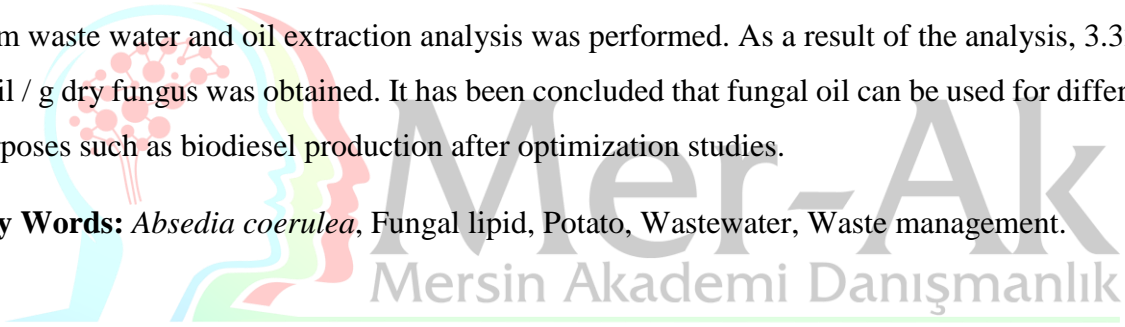 m waste water and oil extraction analysis was performed. As a result of the analysis, 3.3
il / g dry fungus was obtained. It has been concluded that fungal oil can be used for differ
poses such as biodiesel production after optimization studies.
y Words: Absedia coerulea, Fungal lipid, Potato, Wastewater, Waste management.
Mer-Ak
Mersin Akademi Danışmanlık